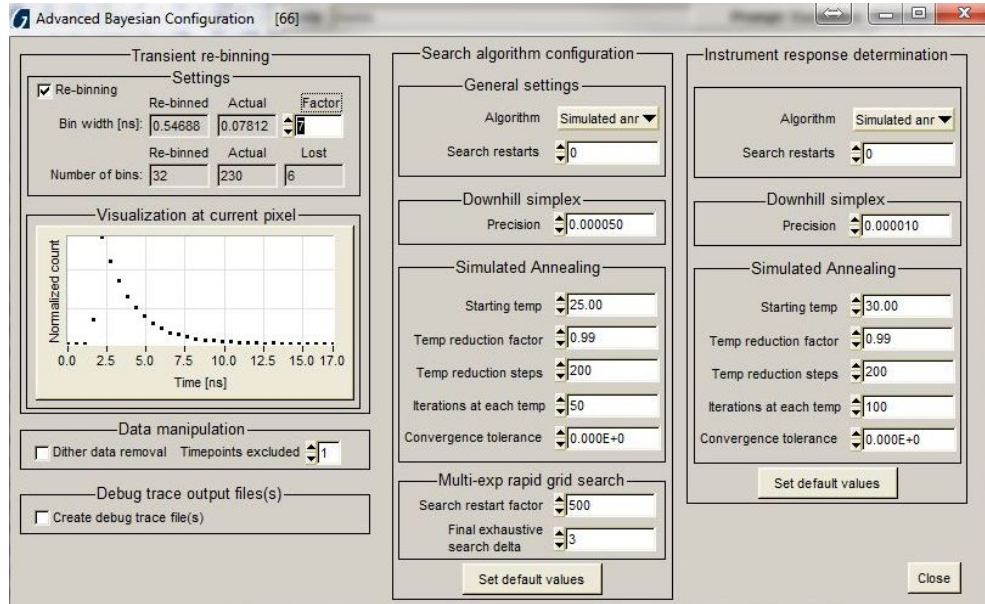 Advanced Bayesian Configuration [66]
Transient re-binning
Settings
Re-binning
Re-binned Actual Factor
Bin width [ns]: 0.54688 0.07812 7
Re-binned Actual Lost
Number of bins: 32 230 6
Visualization at current pixel
Normalized count
0.0 2.5 5.0 7.5 10.0 12.5 15.0 17.0
Time [ns]
Data manipulation
Dither data removal Timepoints excluded 1
Debug trace output files(s)
Create debug trace file(s)
Search algorithm configuration
General settings
Algorithm Simulated anr
Search restarts 0
Downhill simplex
Precision 0.000050
Simulated Annealing
Starting temp 25.00
Temp reduction factor 0.99
Temp reduction steps 200
Iterations at each temp 50
Convergence tolerance 0.000E+0
Multi-exp rapid grid search
Search restart factor 500
Final exhaustive
search delta 3
Set default values
Instrument response determination
Algorithm Simulated anr
Search restarts 0
Downhill simplex
Precision 0.000010
Simulated Annealing
Starting temp 30.00
Temp reduction factor 0.99
Temp reduction steps 200
Iterations at each temp 100
Convergence tolerance 0.000E+0
Set default values
Close